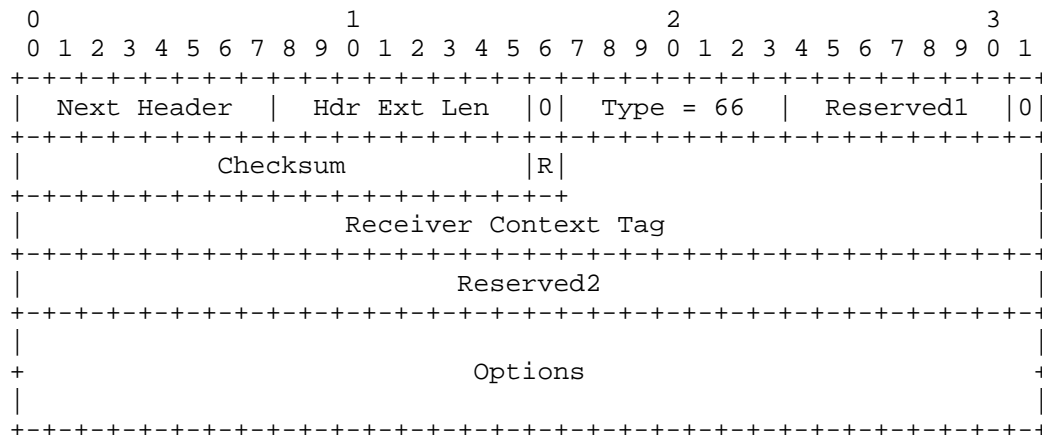 0                   1                   2                   3
 0 1 2 3 4 5 6 7 8 9 0 1 2 3 4 5 6 7 8 9 0 1 2 3 4 5 6 7 8 9 0 1
+-+-+-+-+-+-+-+-+-+-+-+-+-+-+-+-+-+-+-+-+-+-+-+-+-+-+-+-+-+-+-+-+
|  Next Header  |  Hdr Ext Len  |0|  Type = 66  |  Reserved1  |0|
+-+-+-+-+-+-+-+-+-+-+-+-+-+-+-+-+-+-+-+-+-+-+-+-+-+-+-+-+-+-+-+-+
|            Checksum           |R|                             |
+-+-+-+-+-+-+-+-+-+-+-+-+-+-+-+-+-+                             |
|                    Receiver Context Tag                       |
+-+-+-+-+-+-+-+-+-+-+-+-+-+-+-+-+-+-+-+-+-+-+-+-+-+-+-+-+-+-+-+-+
|                           Reserved2                           |
+-+-+-+-+-+-+-+-+-+-+-+-+-+-+-+-+-+-+-+-+-+-+-+-+-+-+-+-+-+-+-+-+
|                                                               |
+                            Options                            +
|                                                               |
+-+-+-+-+-+-+-+-+-+-+-+-+-+-+-+-+-+-+-+-+-+-+-+-+-+-+-+-+-+-+-+-+